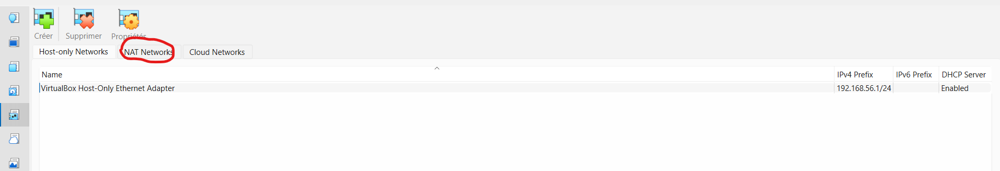 Créer Supprimer Propriétés
Host-only Networks NAT Networks Cloud Networks
Name IPv4 Prefix IPv6 Prefix DHCP Server
VirtualBox Host-Only Ethernet Adapter 192.168.56.1/24 Enabled